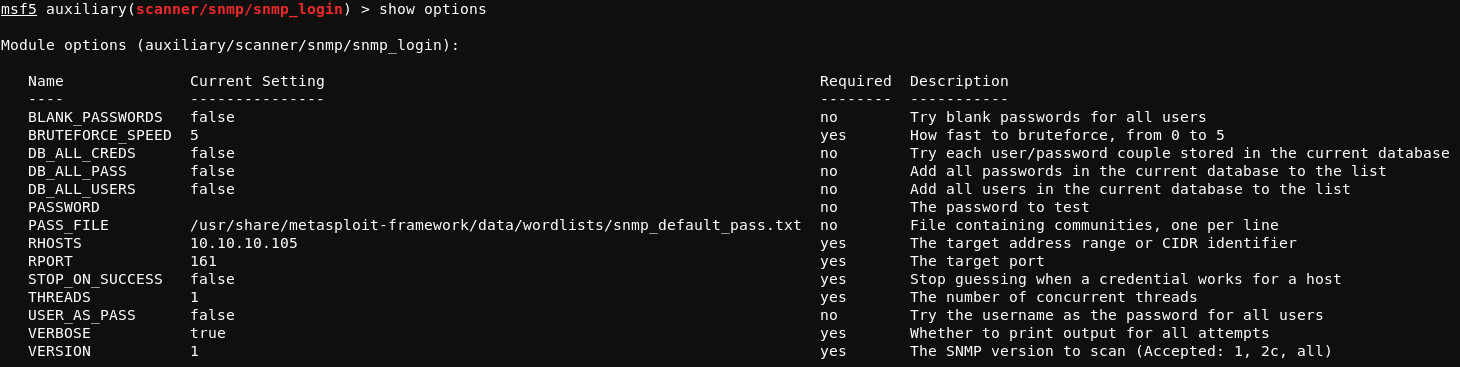 msf5 auxiliary(scanner/snmp/snmp_login) > show options
Module options (auxiliary/scanner/snmp/snmp_login):
Name Current Setting Required Description
---- --------------- -------- -----------
BLANK_PASSWORDS false no Try blank passwords for all users
BRUTEFORCE_SPEED 5 yes How fast to bruteforce, from 0 to 5
DB_ALL_CREDS false no Try each user/password couple stored in the current database
DB_ALL_PASS false no Add all passwords in the current database to the list
DB_ALL_USERS false no Add all users in the current database to the list
PASSWORD no The password to test
PASS_FILE /usr/share/metasploit-framework/data/wordlists/snmp_default_pass.txt no File containing communities, one per line
RHOSTS 10.10.10.105 yes The target address range or CIDR identifier
RPORT 161 yes The target port
STOP_ON_SUCCESS false yes Stop guessing when a credential works for a host
THREADS 1 yes The number of concurrent threads
USER_AS_PASS false no Try the username as the password for all users
VERBOSE true yes Whether to print output for all attempts
VERSION 1 yes The SNMP version to scan (Accepted: 1, 2c, all)